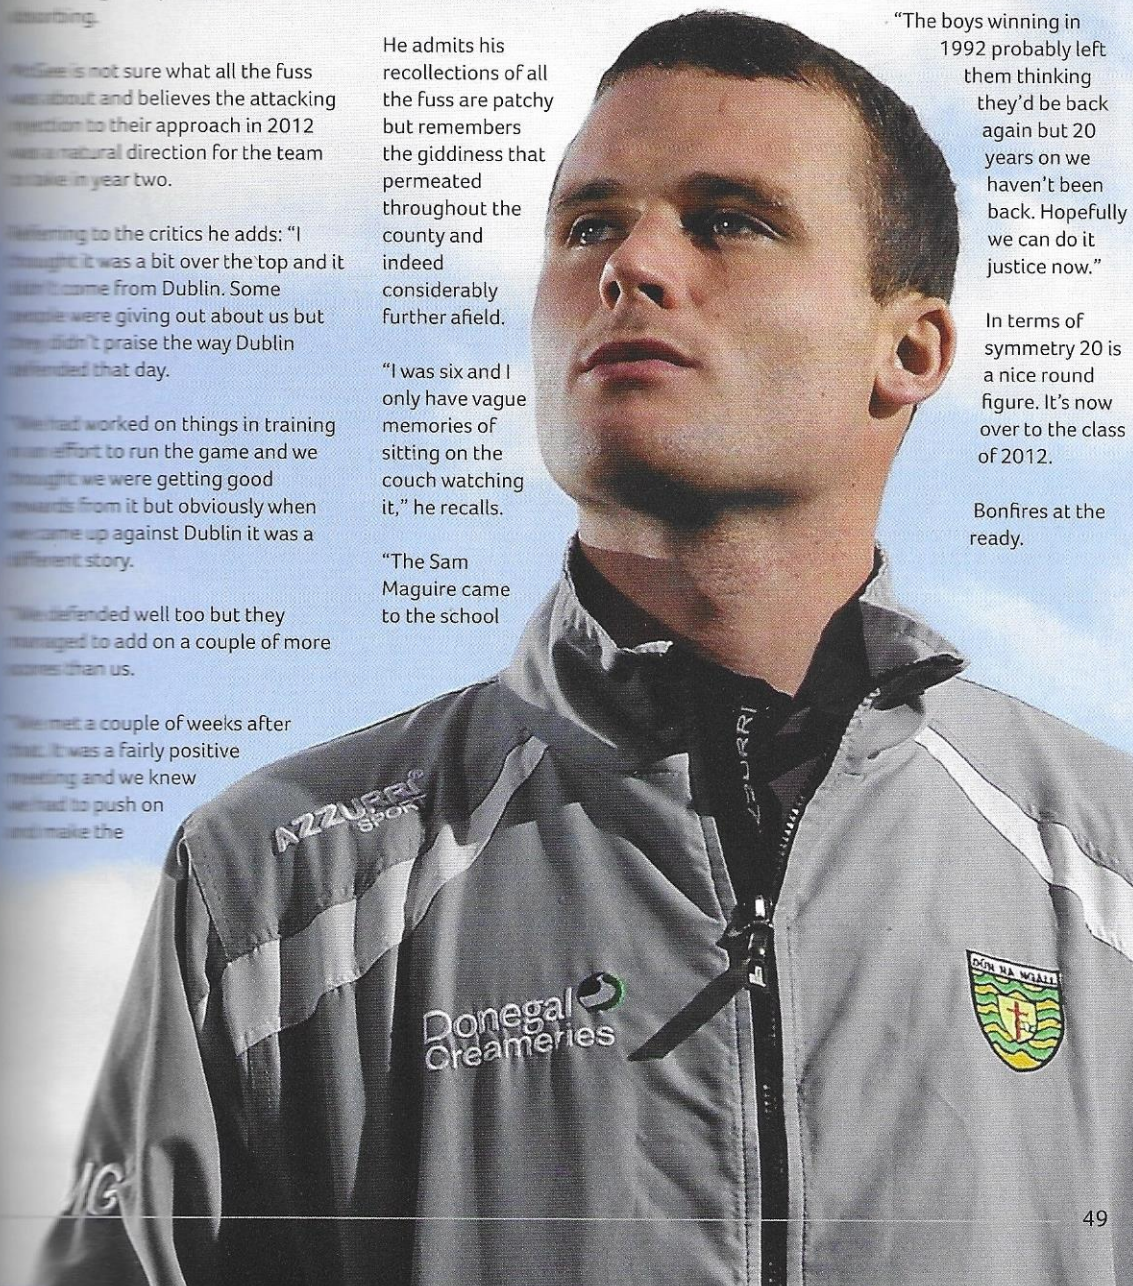 absorbing.
McGee is not sure what all the fuss
was about and believes the attacking
injection to their approach in 2012
was a natural direction for the team
to take in year two.
Referring to the critics he adds: “I
thought it was a bit over the top and it
didn't come from Dublin. Some
people were giving out about us but
they didn't praise the way Dublin
defended that day.
“We had worked on things in training
in an effort to run the game and we
thought we were getting good
rewards from it but obviously when
we came up against Dublin it was a
different story.
“We defended well too but they
managed to add on a couple of more
scores than us.
“We met a couple of weeks after
that. It was a fairly positive
meeting and we knew
we had to push on
and make the
He admits his
recollections of all
the fuss are patchy
but remembers
the giddiness that
permeated
throughout the
county and
indeed
considerably
further afield.
“I was six and I
only have vague
memories of
sitting on the
couch watching
it,” he recalls.
“The Sam
Maguire came
to the school
“The boys winning in
1992 probably left
them thinking
they’d be back
again but 20
years on we
haven’t been
back. Hopefully
we can do it
justice now.”
In terms of
symmetry 20 is
a nice round
figure. It’s now
over to the class
of 2012.
Bonfires at the
ready.
AZZURRI
SPORT
AZZURRI
Donegal
Creameries
DÚN NA NGALL
MG
49